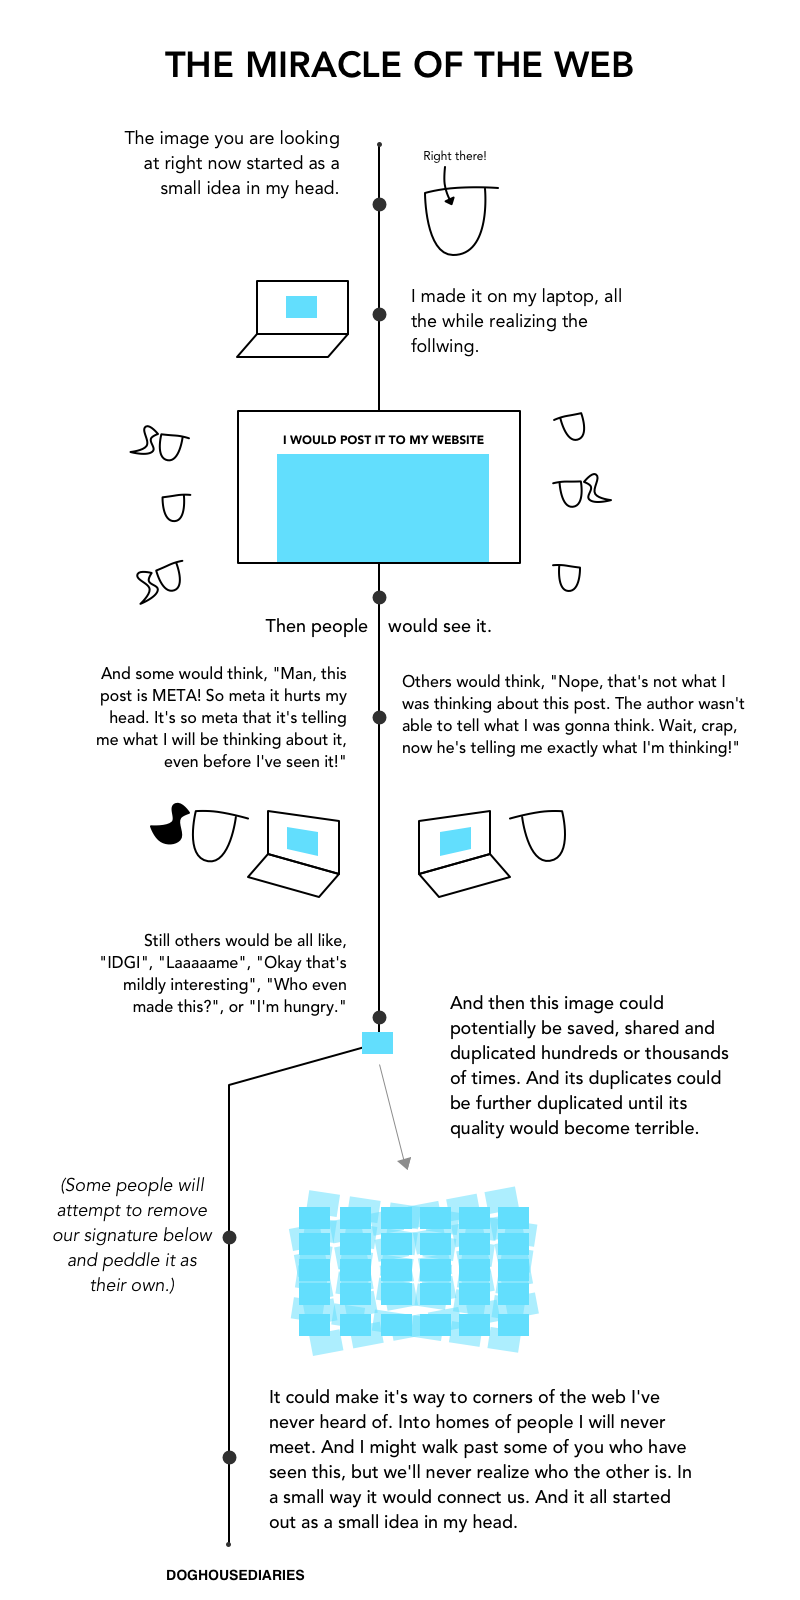 THE MIRACLE OF THE WEB
The image you are looking
at right now started as a
small idea in my head.
Right there!
I made it on my laptop, all
the while realizing the
follwing.
I WOULD POST IT TO MY WEBSITE
Then people would see it.
And some would think, "Man, this
post is META! So meta it hurts my
head. It's so meta that it's telling
me what I will be thinking about it,
even before I've seen it!"
Others would think, "Nope, that's not what I
was thinking about this post. The author wasn't
able to tell what I was gonna think. Wait, crap,
now he's telling me exactly what I'm thinking!"
Still others would be all like,
"IDGI", "Laaaaame", "Okay that's
mildly interesting", "Who even
made this?", or "I'm hungry."
And then this image could
potentially be saved, shared and
duplicated hundreds or thousands
of times. And its duplicates could
be further duplicated until its
quality would become terrible.
(Some people will
attempt to remove
our signature below
and peddle it as
their own.)
It could make it's way to corners of the web I've
never heard of. Into homes of people I will never
meet. And I might walk past some of you who have
seen this, but we'll never realize who the other is. In
a small way it would connect us. And it all started
out as a small idea in my head.
DOGHOUSEDIARIES